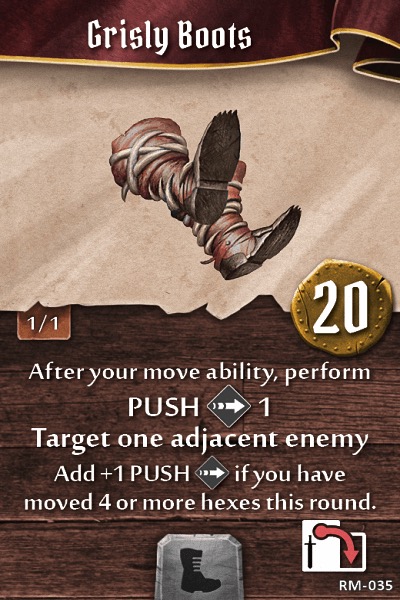 Grisly Boots
1/1
20
After your move ability, perform
PUSH 1
Target one adjacent enemy
Add +1 PUSH if you have
moved 4 or more hexes this round.
RM-035